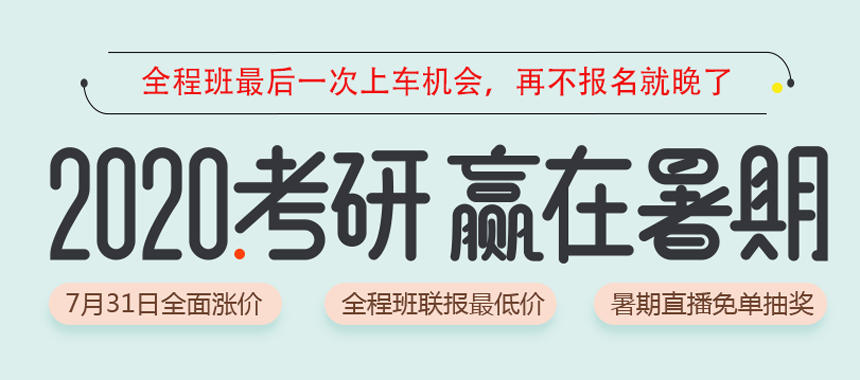 全程班最后一次上车机会，再不报名就晚了
2020考研 赢在暑期
7月31日全面涨价
全程班联报最低价
暑期直播免单抽奖